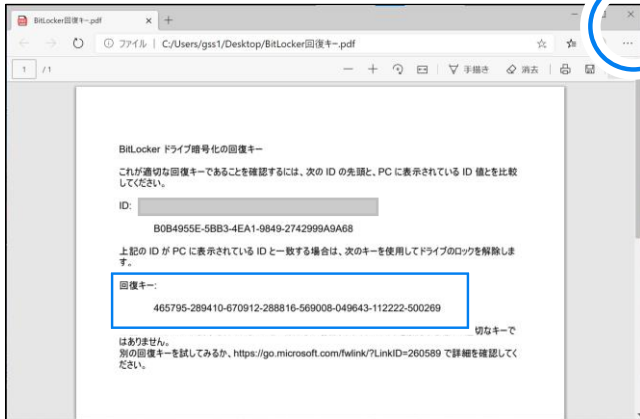 BitLocker回復キー.pdf
ファイル | C:/Users/gss1/Desktop/BitLocker回復キー.pdf
1 / 1
手描き 消去
BitLocker ドライブ暗号化の回復キー
これが適切な回復キーであることを確認するには、次の ID の先頭と、PC に表示されている ID 値とを比較
してください。
ID:
B0B4955E-5BB3-4EA1-9849-2742999A9A68
上記の ID が PC に表示されている ID と一致する場合は、次のキーを使用してドライブのロックを解除しま
す。
回復キー:
465795-289410-670912-288816-569008-049643-112222-500269
切なキーで
はありません。
別の回復キーを試してみるか、https://go.microsoft.com/fwlink/?LinkID=260589 で詳細を確認してく
ださい。